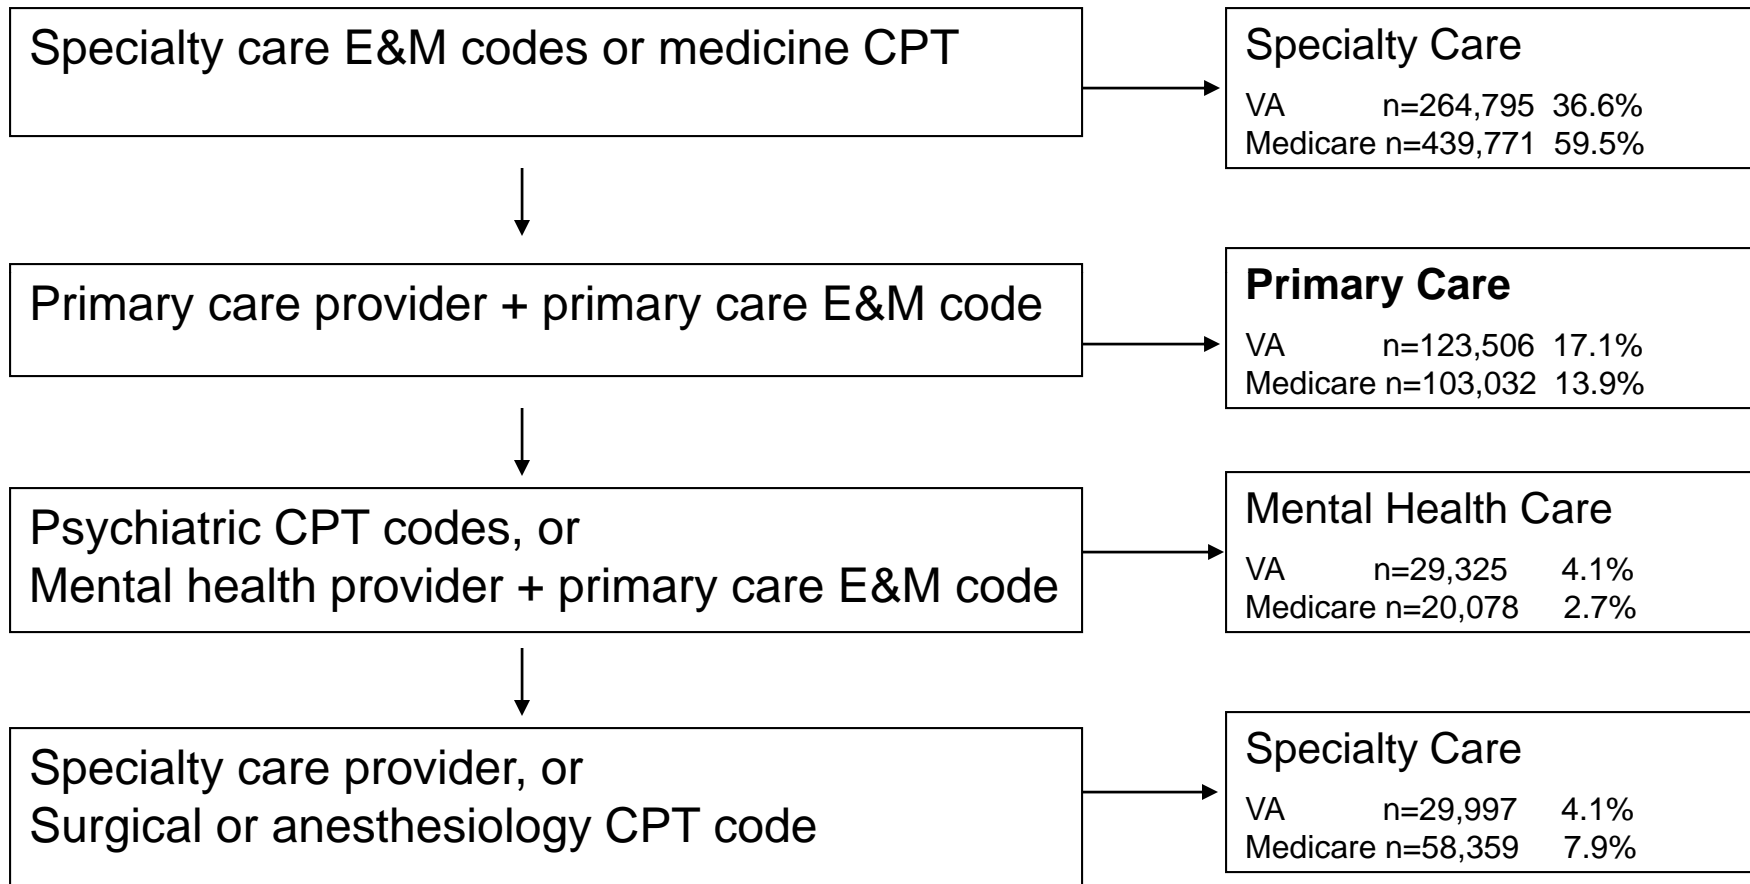 Specialty care E&M codes or medicine CPT
Specialty Care
VA n=264,795 36.6%
Medicare n=439,771 59.5%
Primary care provider + primary care E&M code
Primary Care
VA n=123,506 17.1%
Medicare n=103,032 13.9%
Psychiatric CPT codes, or
Mental health provider + primary care E&M code
Mental Health Care
VA n=29,325 4.1%
Medicare n=20,078 2.7%
Specialty care provider, or
Surgical or anesthesiology CPT code
Specialty Care
VA n=29,997 4.1%
Medicare n=58,359 7.9%